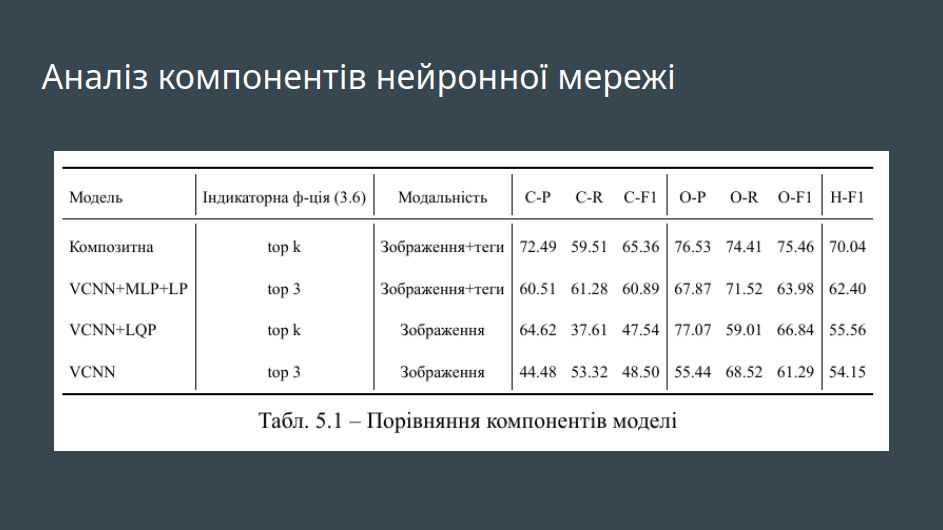 Аналіз компонентів нейронної мережі
Модель Індикаторна ф-ція (3.6) Модальність C-P C-R C-F1 O-P O-R O-F1 H-F1
Композитна top k Зображення+теги 72.49 59.51 65.36 76.53 74.41 75.46 70.04
VCNN+MLP+LP top 3 Зображення+теги 60.51 61.28 60.89 67.87 71.52 63.98 62.40
VCNN+LQP top k Зображення 64.62 37.61 47.54 77.07 59.01 66.84 55.56
VCNN top 3 Зображення 44.48 53.32 48.50 55.44 68.52 61.29 54.15
Табл. 5.1 – Порівняння компонентів моделі